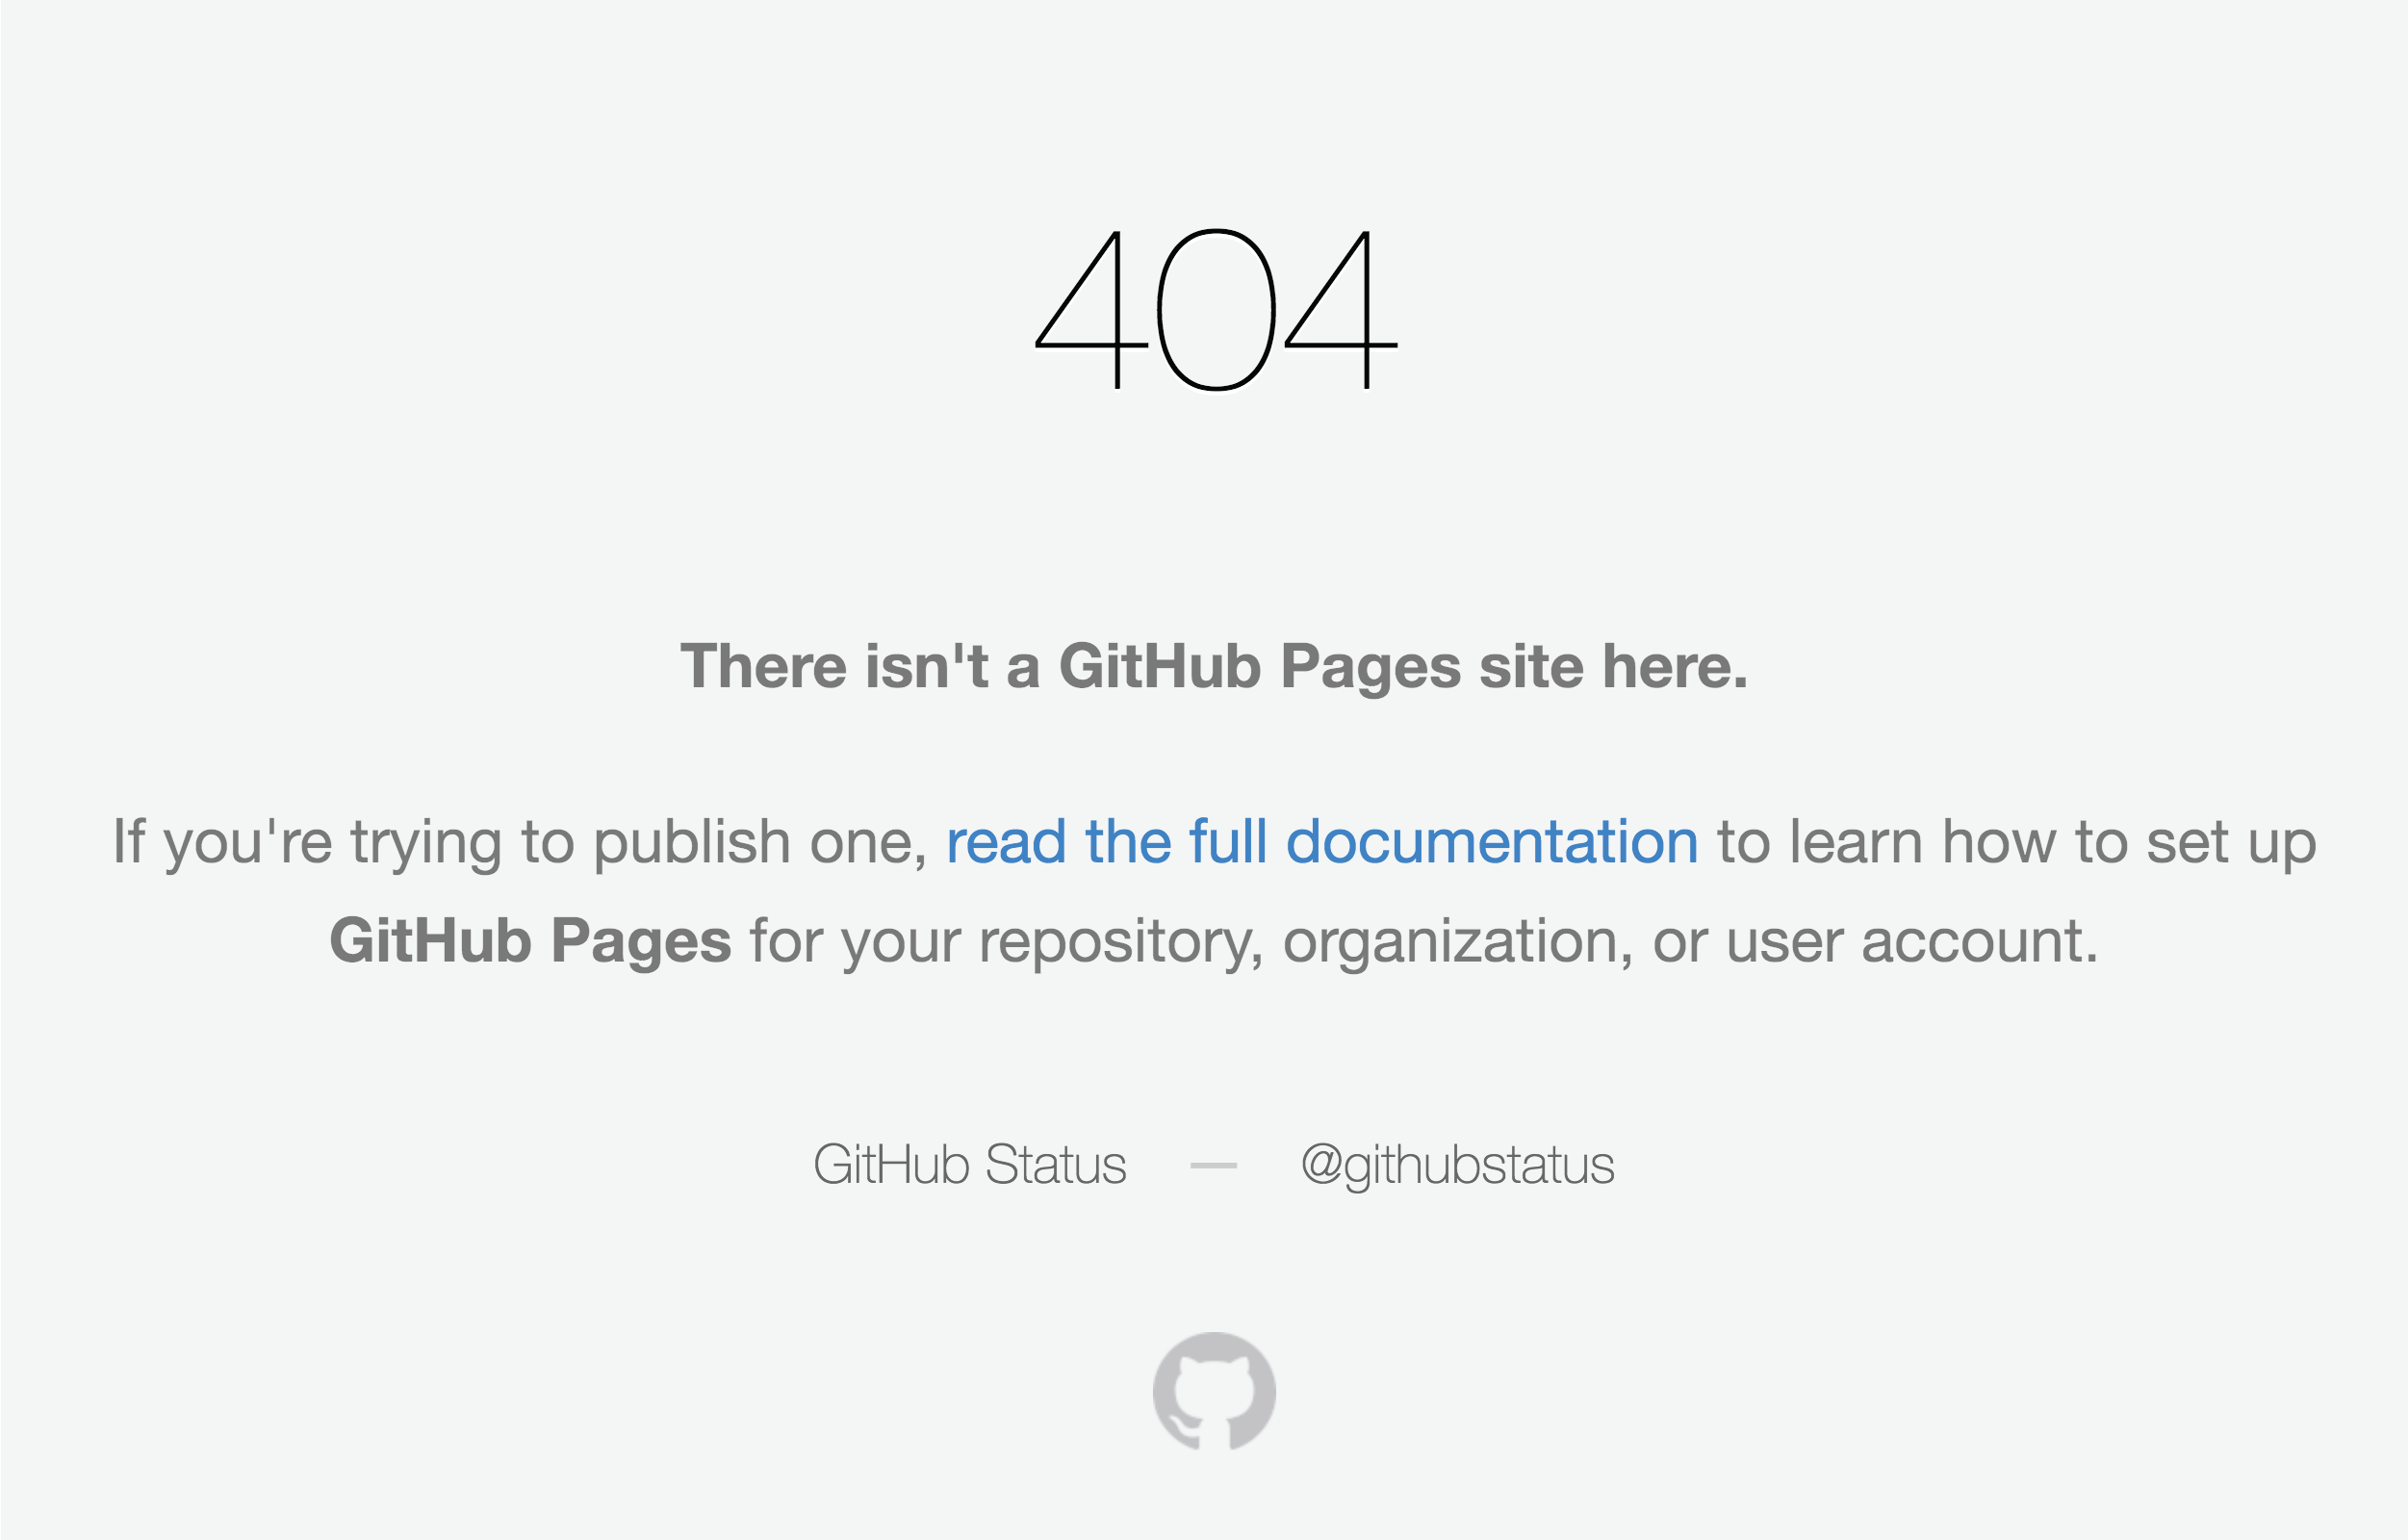 404
There isn't a GitHub Pages site here.
If you're trying to publish one, read the full documentation to learn how to set up
GitHub Pages for your repository, organization, or user account.
GitHub Status — @githubstatus